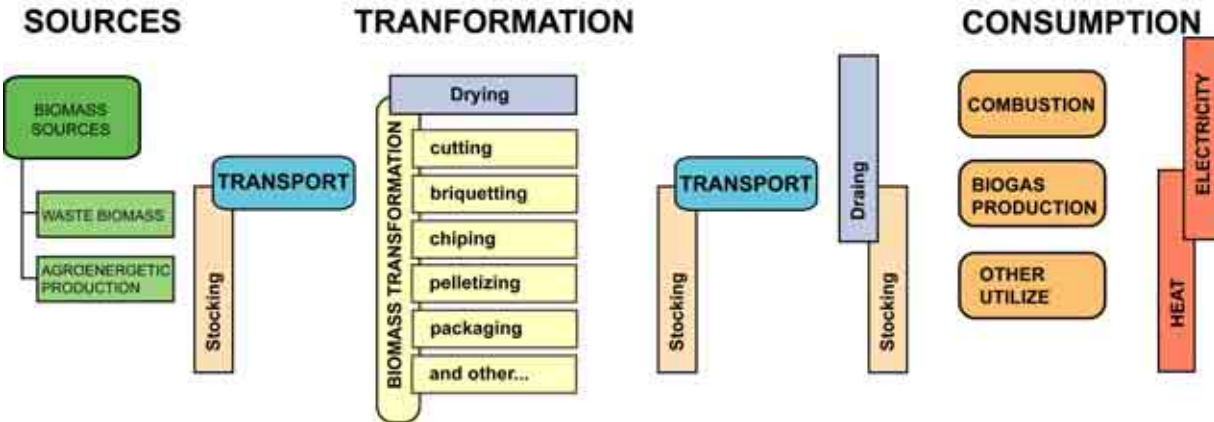 SOURCES
TRANFORMATION
CONSUMPTION
BIOMASS
SOURCES
WASTE BIOMASS
AGROENERGETIC
PRODUCTION
Stocking
TRANSPORT
BIOMASS TRANSFORMATION
Drying
cutting
briquetting
chiping
pelletizing
packaging
and other...
Stocking
TRANSPORT
Draing
Stocking
COMBUSTION
BIOGAS
PRODUCTION
OTHER
UTILIZE
HEAT
ELECTRICITY